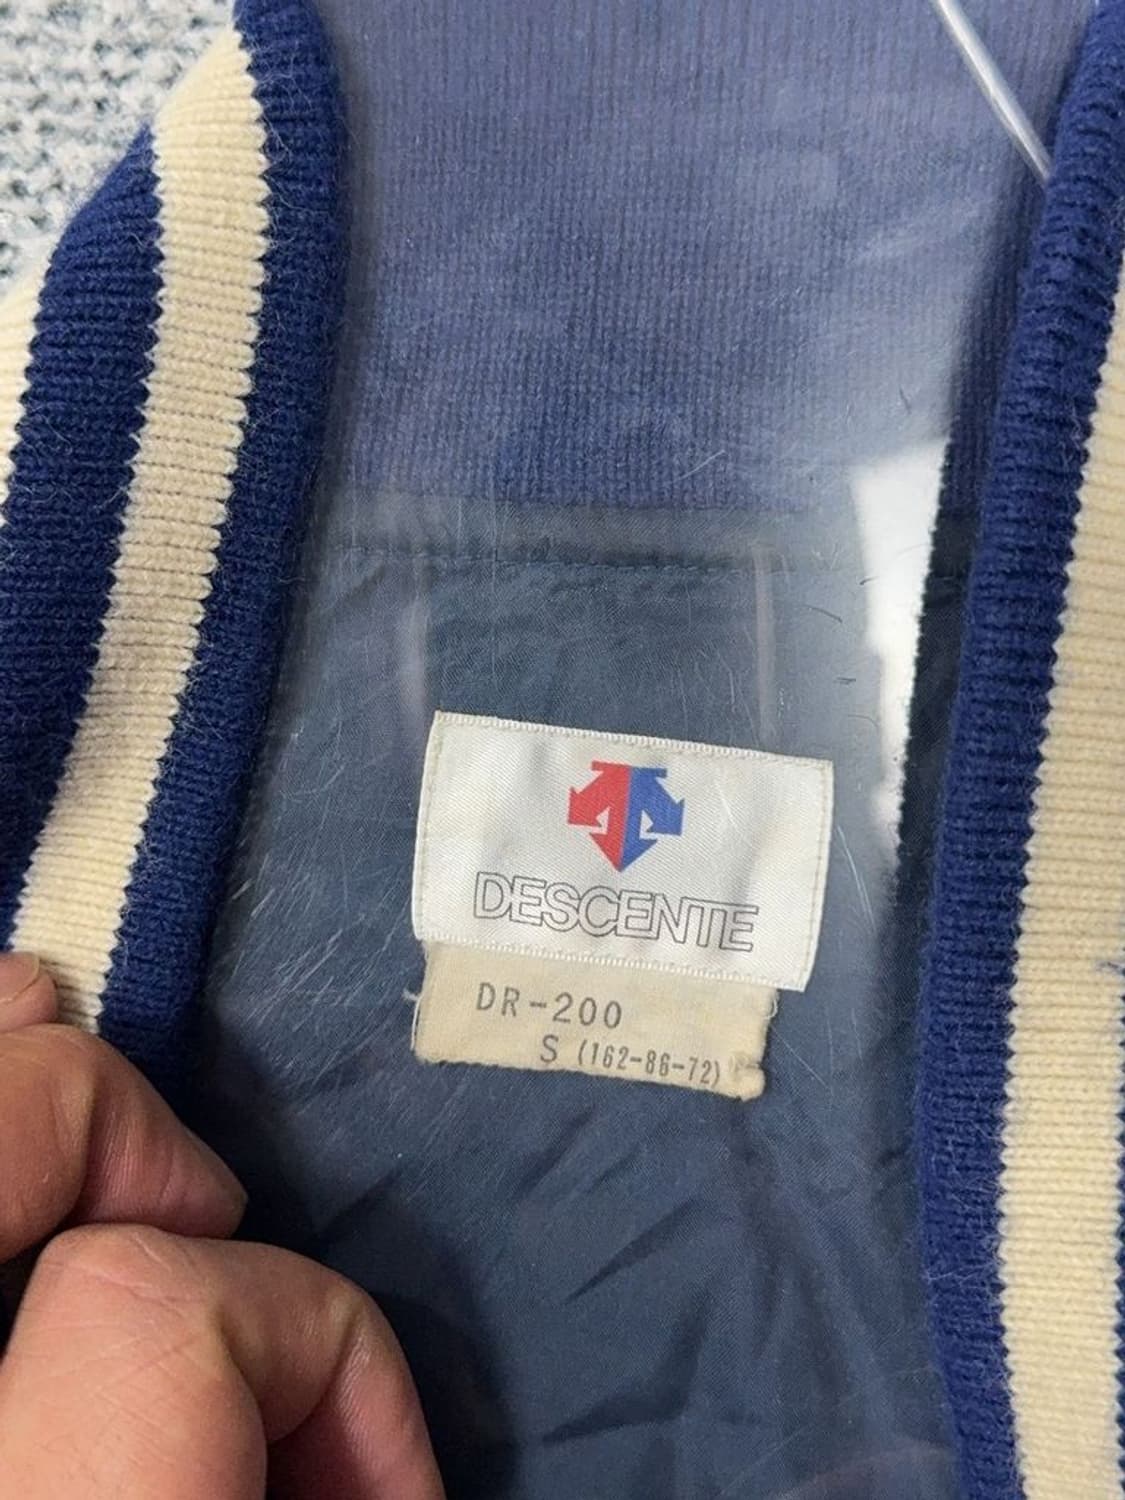 DESCENTE
DR-200
S (162-86-72)